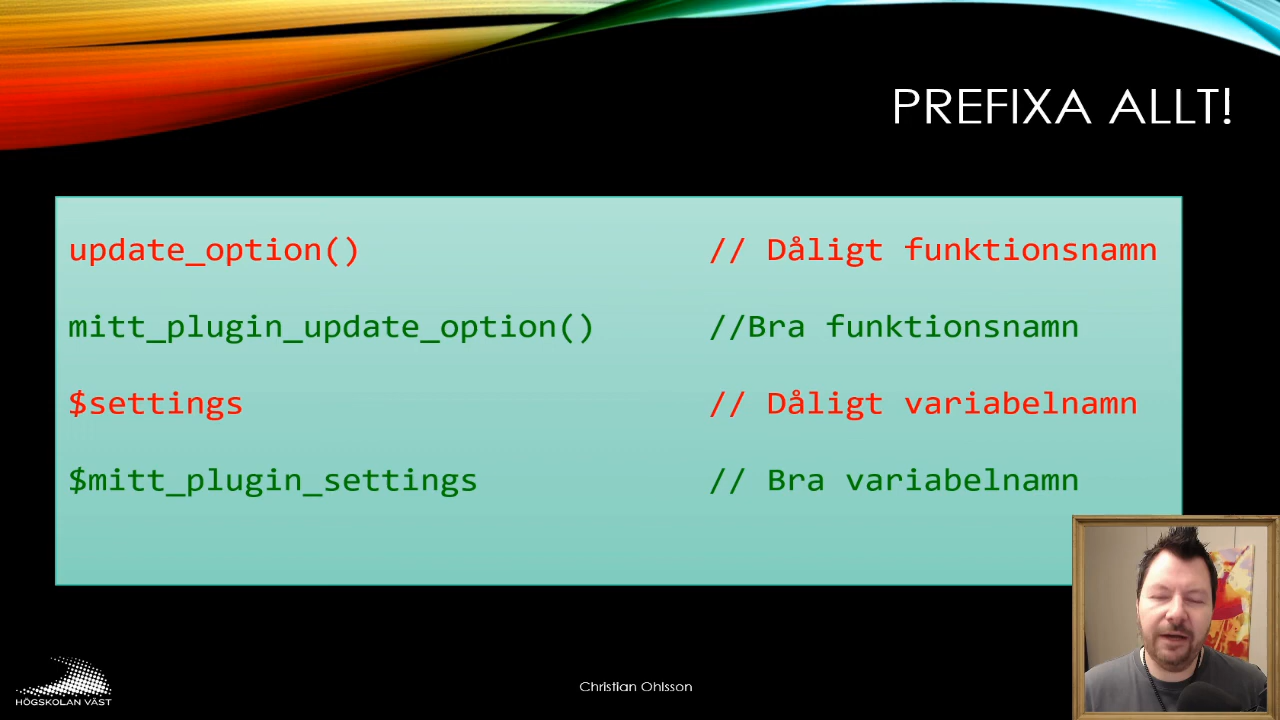 PREFIXA ALLT!
update_option() // Dåligt funktionsnamn
mitt_plugin_update_option() //Bra funktionsnamn
$settings // Dåligt variabelnamn
$mitt_plugin_settings // Bra variabelnamn
HÖGSKOLAN VÄST
Christian Ohlsson